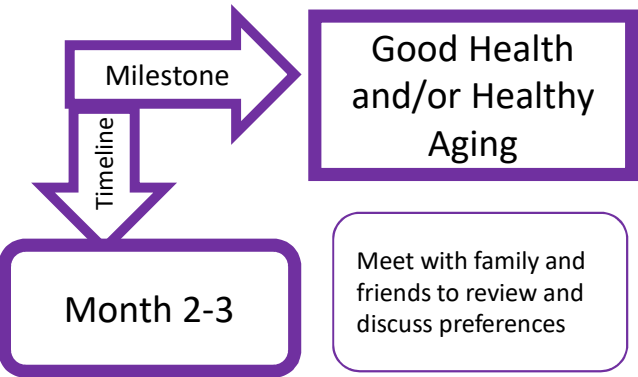 Milestone
Good Health
and/or Healthy
Aging
Timeline
Month 2-3
Meet with family and
friends to review and
discuss preferences